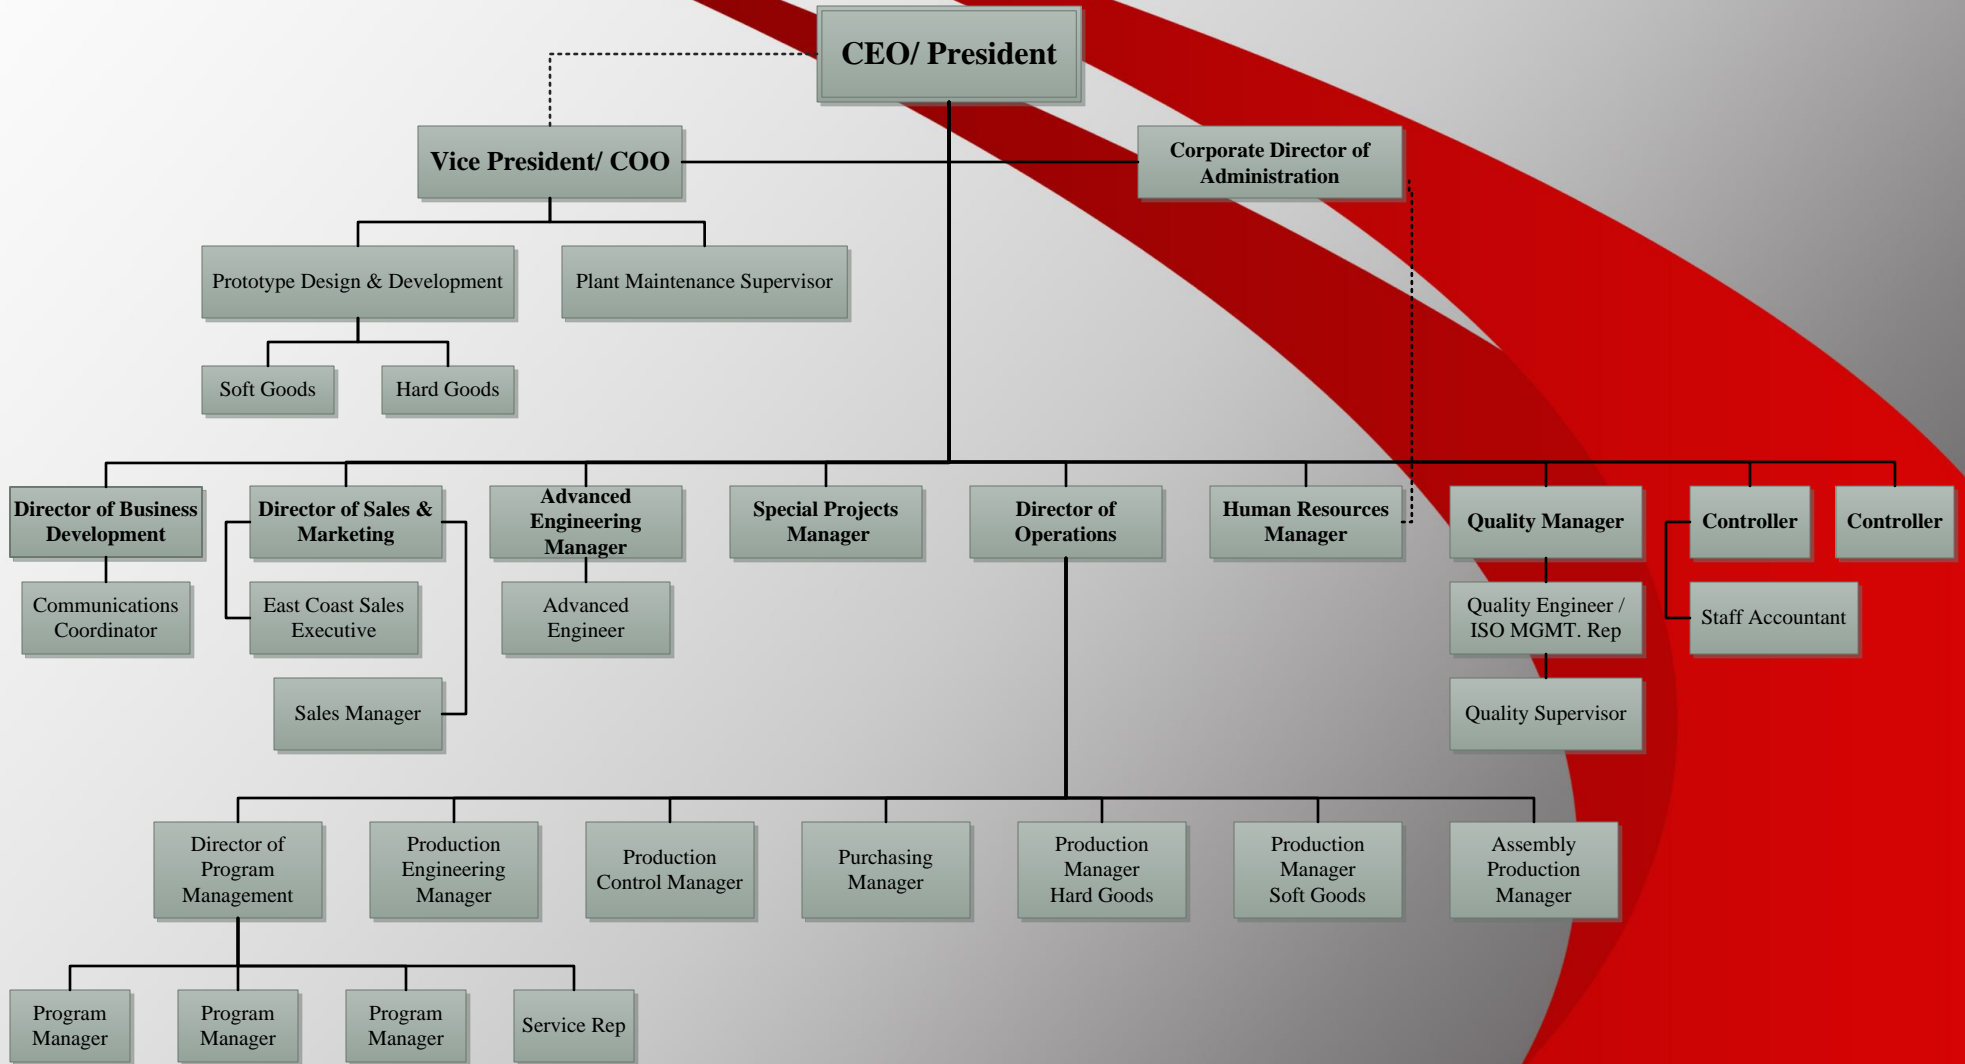 CEO/ President
Vice President/ COO
Corporate Director of
Administration
Prototype Design & Development
Plant Maintenance Supervisor
Soft Goods
Hard Goods
Director of Business
Development
Director of Sales &
Marketing
Advanced
Engineering
Manager
Special Projects
Manager
Director of
Operations
Human Resources
Manager
Quality Manager
Controller
Controller
Communications
Coordinator
East Coast Sales
Executive
Advanced
Engineer
Quality Engineer /
ISO MGMT. Rep
Staff Accountant
Sales Manager
Quality Supervisor
Director of
Program
Management
Production
Engineering
Manager
Production
Control Manager
Purchasing
Manager
Production
Manager
Hard Goods
Production
Manager
Soft Goods
Assembly
Production
Manager
Program
Manager
Program
Manager
Program
Manager
Service Rep